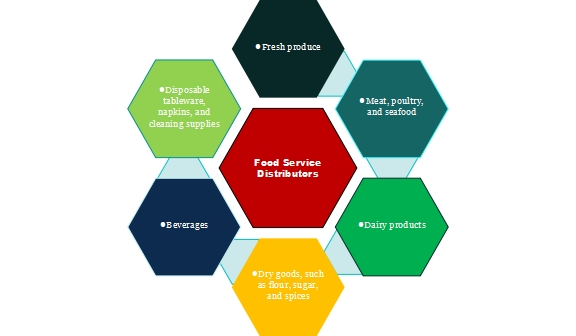 ●Fresh produce
●Meat, poultry,
and seafood
●Dairy products
●Dry goods, such
as flour, sugar,
and spices
●Beverages
●Disposable
tableware,
napkins, and
cleaning supplies
Food Service
Distributors